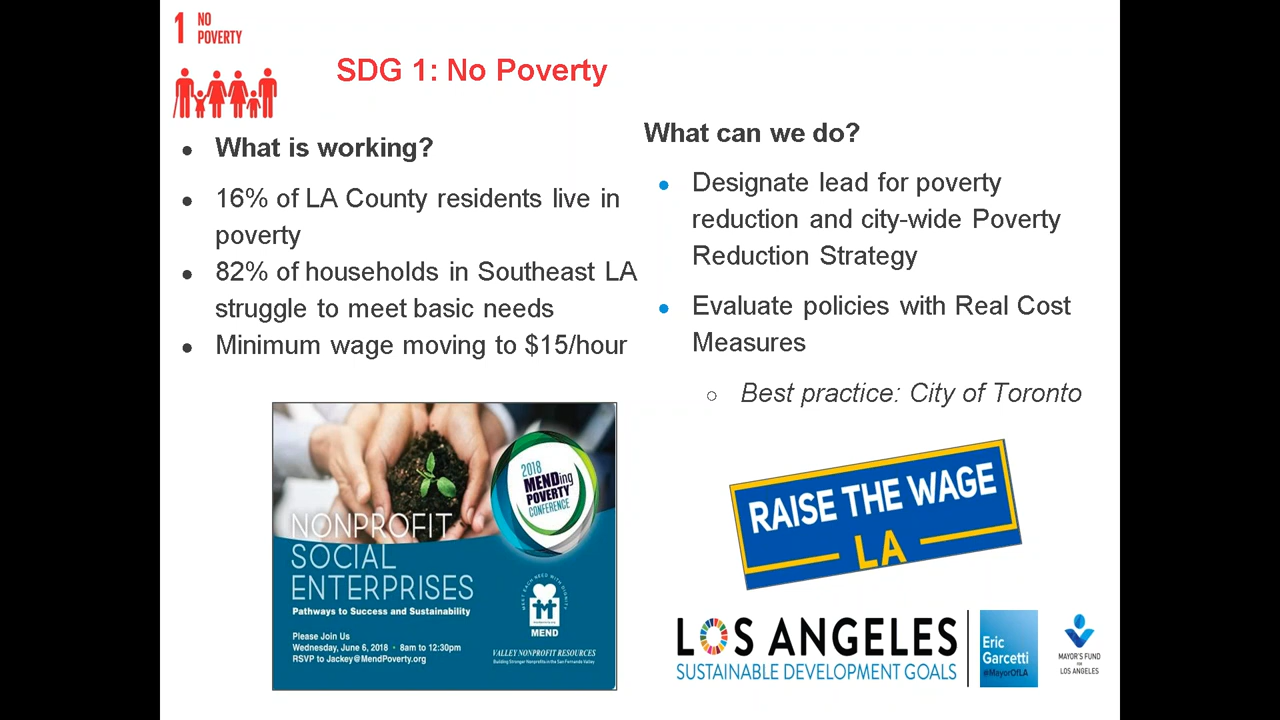 1 NO
POVERTY
SDG 1: No Poverty
What is working?
16% of LA County residents live in
poverty
82% of households in Southeast LA
struggle to meet basic needs
Minimum wage moving to $15/hour
What can we do?
Designate lead for poverty
reduction and city-wide Poverty
Reduction Strategy
Evaluate policies with Real Cost
Measures
Best practice: City of Toronto
2018
MENDing
POVERTY
CONFERENCE
NONPROFIT
SOCIAL
ENTERPRISES
Pathways to Success and Sustainability
Please Join Us
Wednesday, June 6, 2018 • 8am to 12:30pm
RSVP to Jackey@MendPoverty.org
MEET EACH NEED WITH DIGNITY
MEND
VALLEY NONPROFIT RESOURCES
Building Stronger Nonprofits in the San Fernando Valley
RAISE THE WAGE
LA
LOS ANGELES
SUSTAINABLE DEVELOPMENT GOALS
Eric
Garcetti
#MayorOfLA
MAYOR'S FUND
FOR
LOS ANGELES